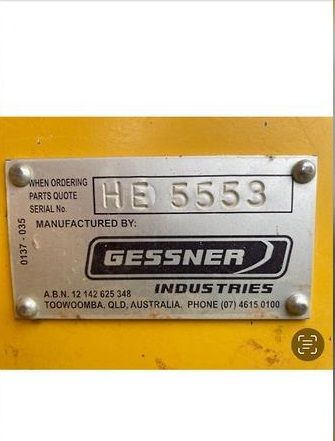 WHEN ORDERING
PARTS QUOTE
SERIAL No.
HE 5553
MANUFACTURED BY:
0137 - 035
GESSNER
INDUSTRIES
A.B.N. 12 142 625 348
TOOWOOMBA, QLD, AUSTRALIA. PHONE (07) 4615 0100